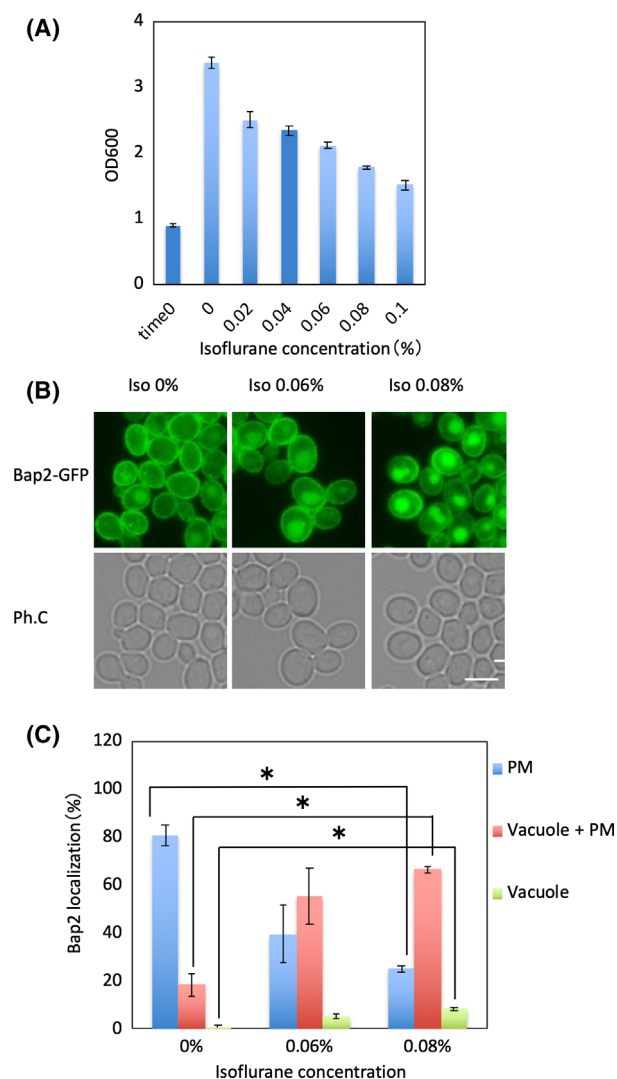 (A)
4
3
2
1
0
OD600
time0
0
0.02
0.04
0.06
0.08
0.1
Isoflurane concentration (%)
(B)
Iso 0%
Iso 0.06%
Iso 0.08%
Bap2-GFP
Ph.C
(C)
120
100
80
60
40
20
0
Bap2 localization (%)
*
*
*
PM
Vacuole + PM
Vacuole
0%
0.06%
0.08%
Isoflurane concentration